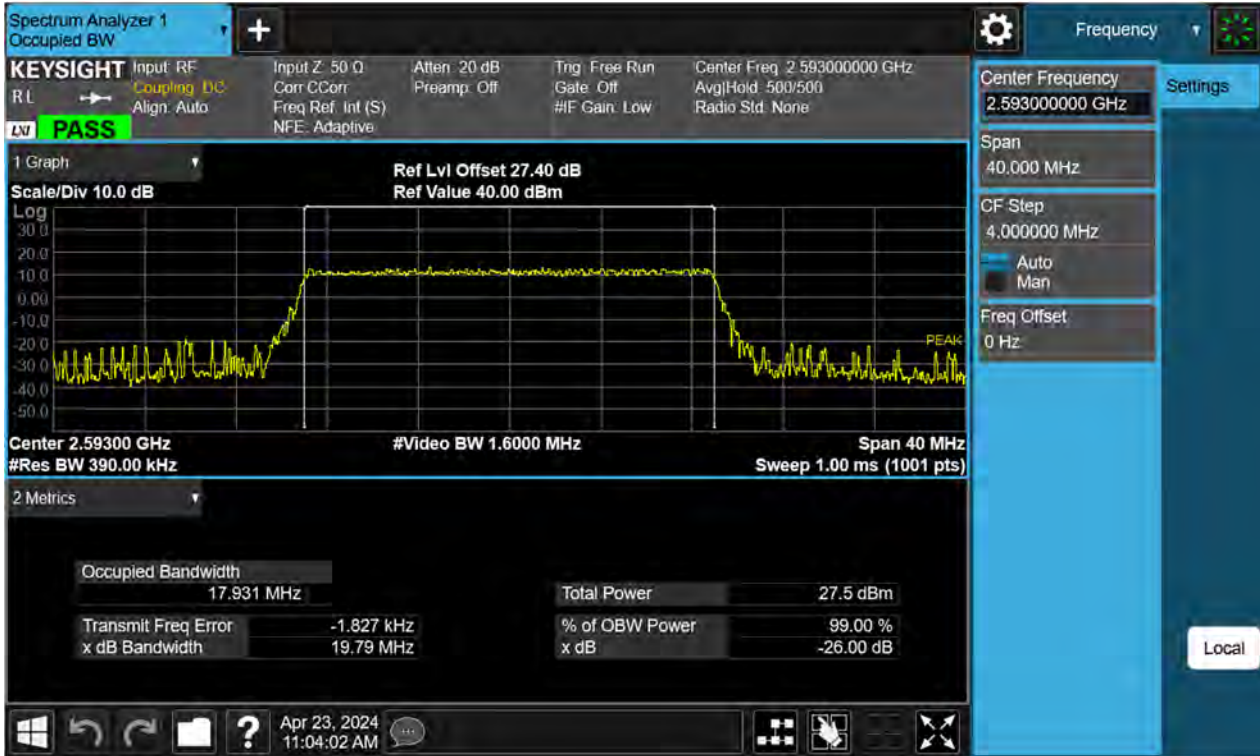 Spectrum Analyzer 1
Occupied BW
Frequency
KEYSIGHT
R L
LXI
PASS
Input: RF
Coupling: DC
Align: Auto
Input Z: 50 Ω
Corr CCorr
Freq Ref: Int (S)
NFE: Adaptive
Atten: 20 dB
Preamp: Off
Trig: Free Run
Gate: Off
#IF Gain: Low
Center Freq: 2.593000000 GHz
Avg|Hold: 500/500
Radio Std: None
Center Frequency
2.593000000 GHz
Settings
Span
40.000 MHz
CF Step
4.000000 MHz
Auto
Man
Freq Offset
0 Hz
Local
1 Graph
Scale/Div 10.0 dB
Ref Lvl Offset 27.40 dB
Ref Value 40.00 dBm
Log
30.0
20.0
10.0
0.00
-10.0
-20.0
-30.0
-40.0
-50.0
PEAK
Center 2.59300 GHz
#Video BW 1.6000 MHz
Span 40 MHz
#Res BW 390.00 kHz
Sweep 1.00 ms (1001 pts)
2 Metrics
Occupied Bandwidth
17.931 MHz
Total Power 27.5 dBm
Transmit Freq Error -1.827 kHz
% of OBW Power 99.00 %
x dB Bandwidth 19.79 MHz
x dB -26.00 dB
?
Apr 23, 2024
11:04:02 AM